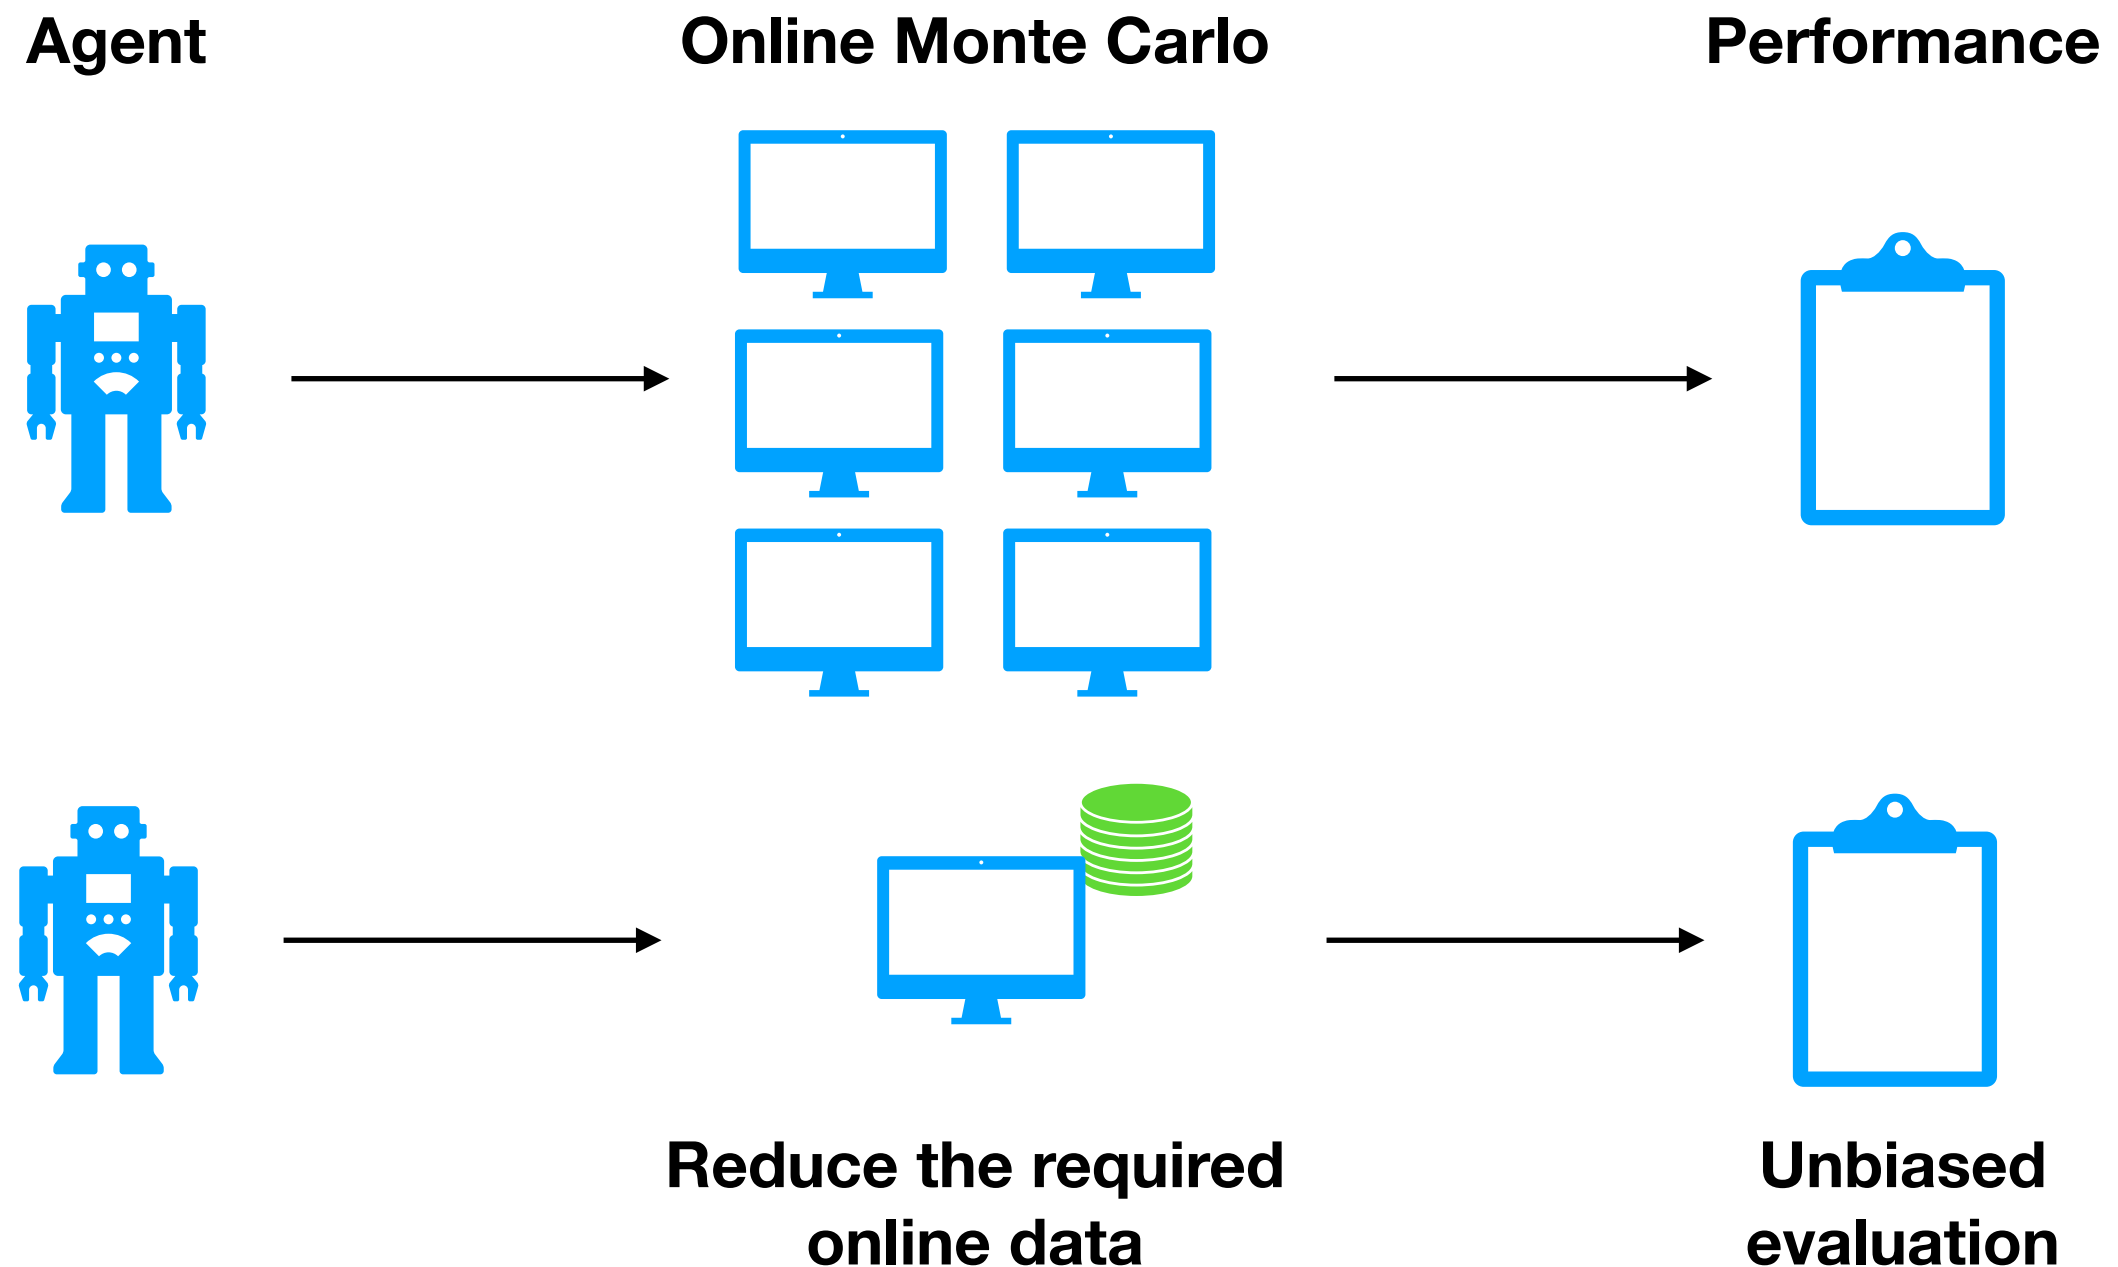 Agent
Online Monte Carlo
Performance
Reduce the required
online data
Unbiased
evaluation